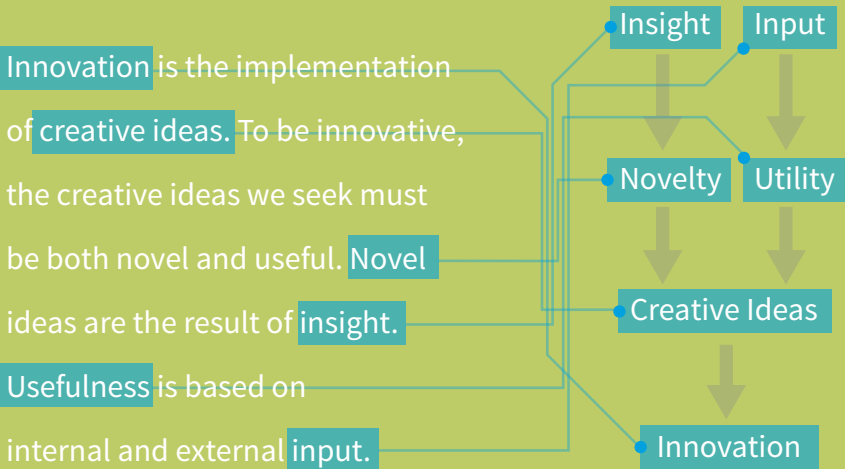 Innovation is the implementation
of creative ideas. To be innovative,
the creative ideas we seek must
be both novel and useful. Novel
ideas are the result of insight.
Usefulness is based on
internal and external input.
Insight Input
Novelty Utility
Creative Ideas
Innovation